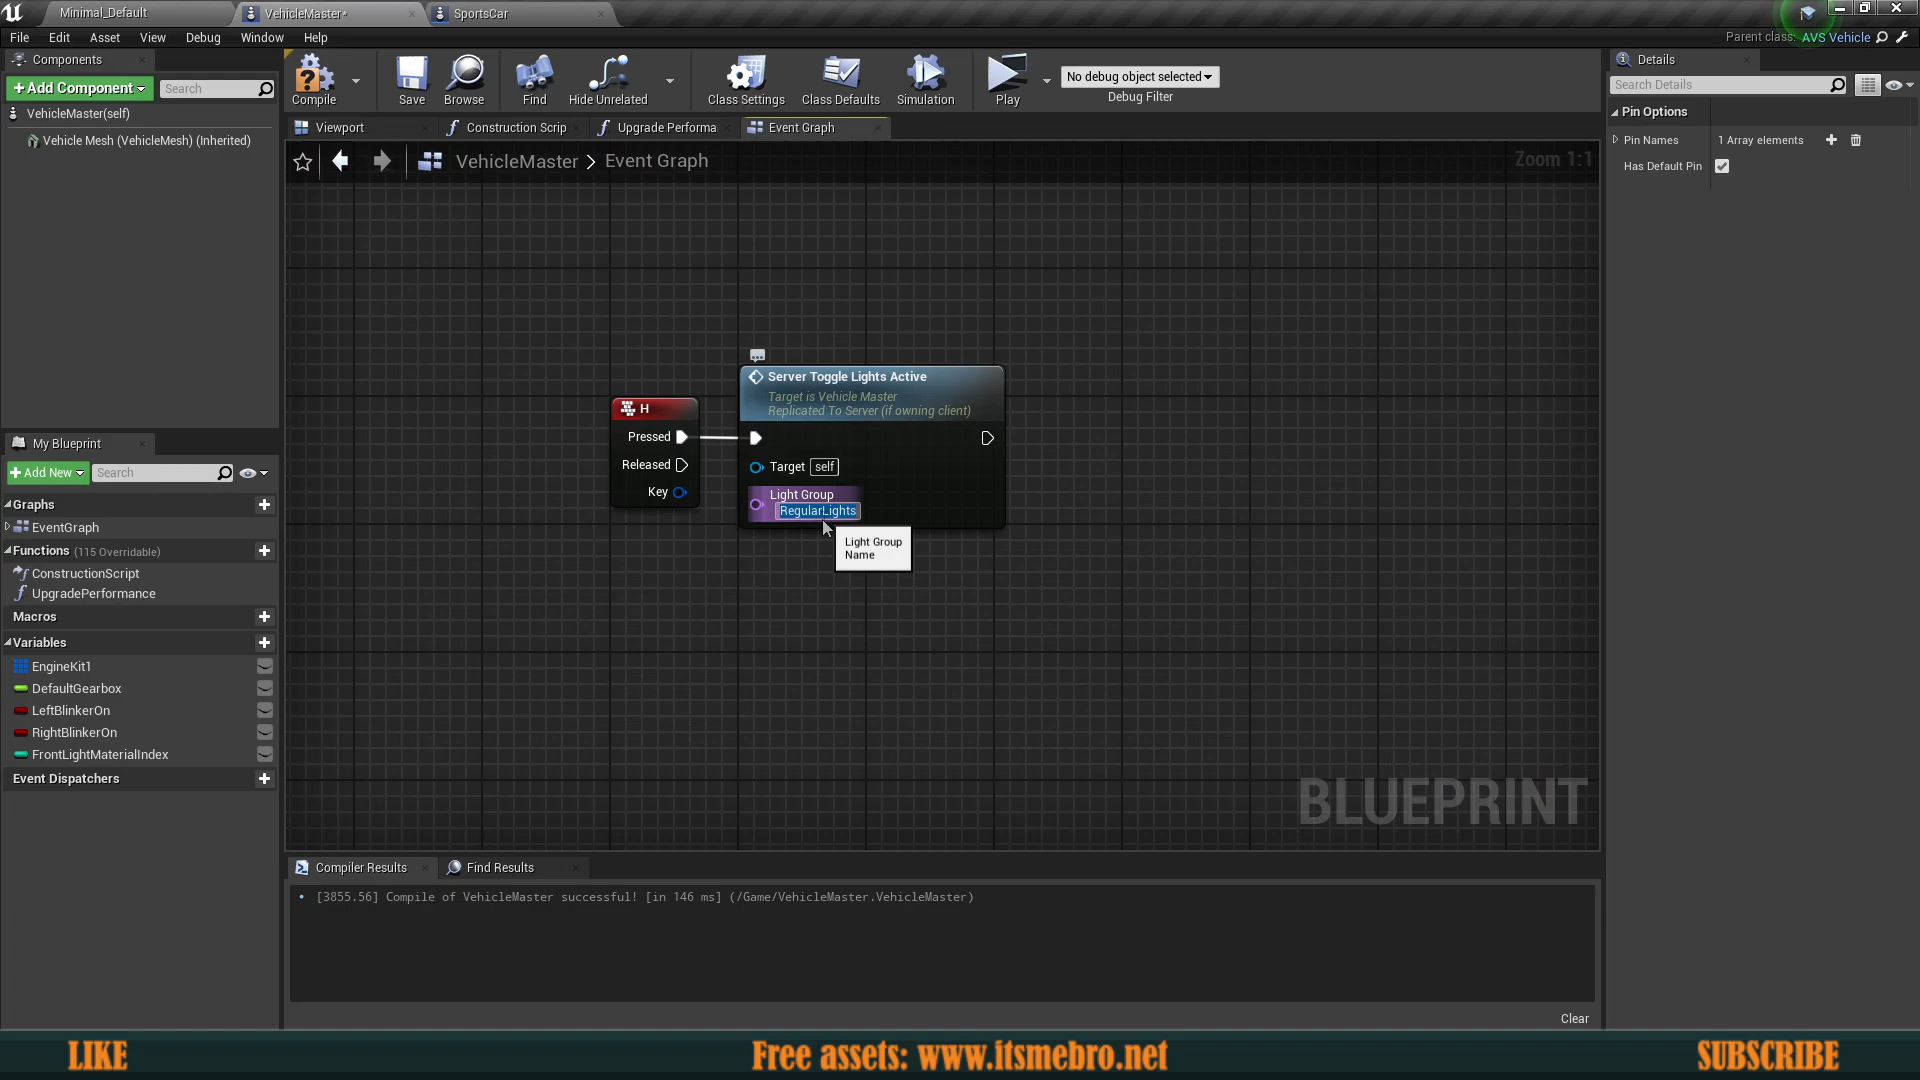 Minimal_Default
VehicleMaster*
SportsCar
File Edit Asset View Debug Window Help
Parent class: AVS Vehicle
Components
+Add Component
Search
VehicleMaster(self)
Vehicle Mesh (VehicleMesh) (Inherited)
Compile
Save
Browse
Find
Hide Unrelated
Class Settings
Class Defaults
Simulation
Play
No debug object selected
Debug Filter
Details
Search Details
Pin Options
Pin Names
1 Array elements
Has Default Pin
Viewport
Construction Scrip
Upgrade Performa
Event Graph
VehicleMaster > Event Graph
Zoom 1:1
H
Pressed
Released
Key
Server Toggle Lights Active
Target is Vehicle Master
Replicated To Server (if owning client)
Target self
Light Group
RegularLights
Light Group
Name
BLUEPRINT
My Blueprint
+Add New
Search
Graphs
EventGraph
Functions (115 Overridable)
ConstructionScript
UpgradePerformance
Macros
Variables
EngineKit1
DefaultGearbox
LeftBlinkerOn
RightBlinkerOn
FrontLightMaterialIndex
Event Dispatchers
Compiler Results
Find Results
[3855.56] Compile of VehicleMaster successful! [in 146 ms] (/Game/VehicleMaster.VehicleMaster)
Clear
LIKE
Free assets: www.itsmebro.net
SUBSCRIBE